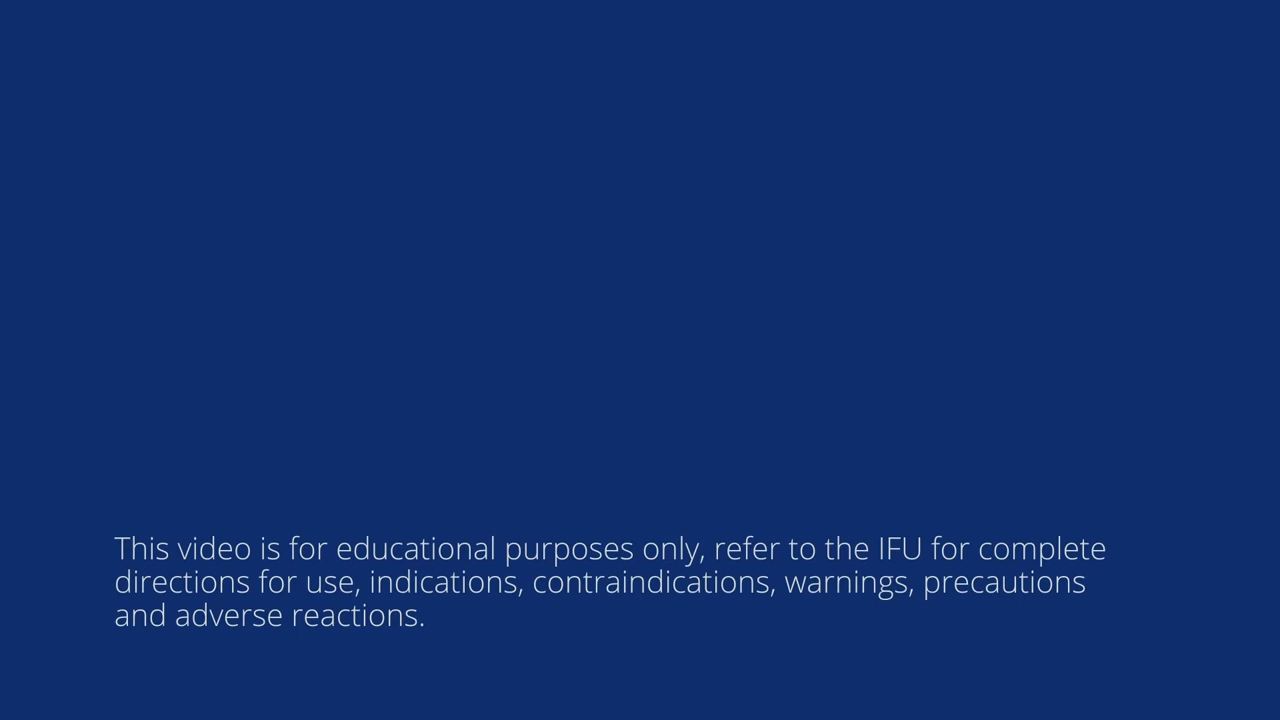 This video is for educational purposes only, refer to the IFU for complete
directions for use, indications, contraindications, warnings, precautions
and adverse reactions.